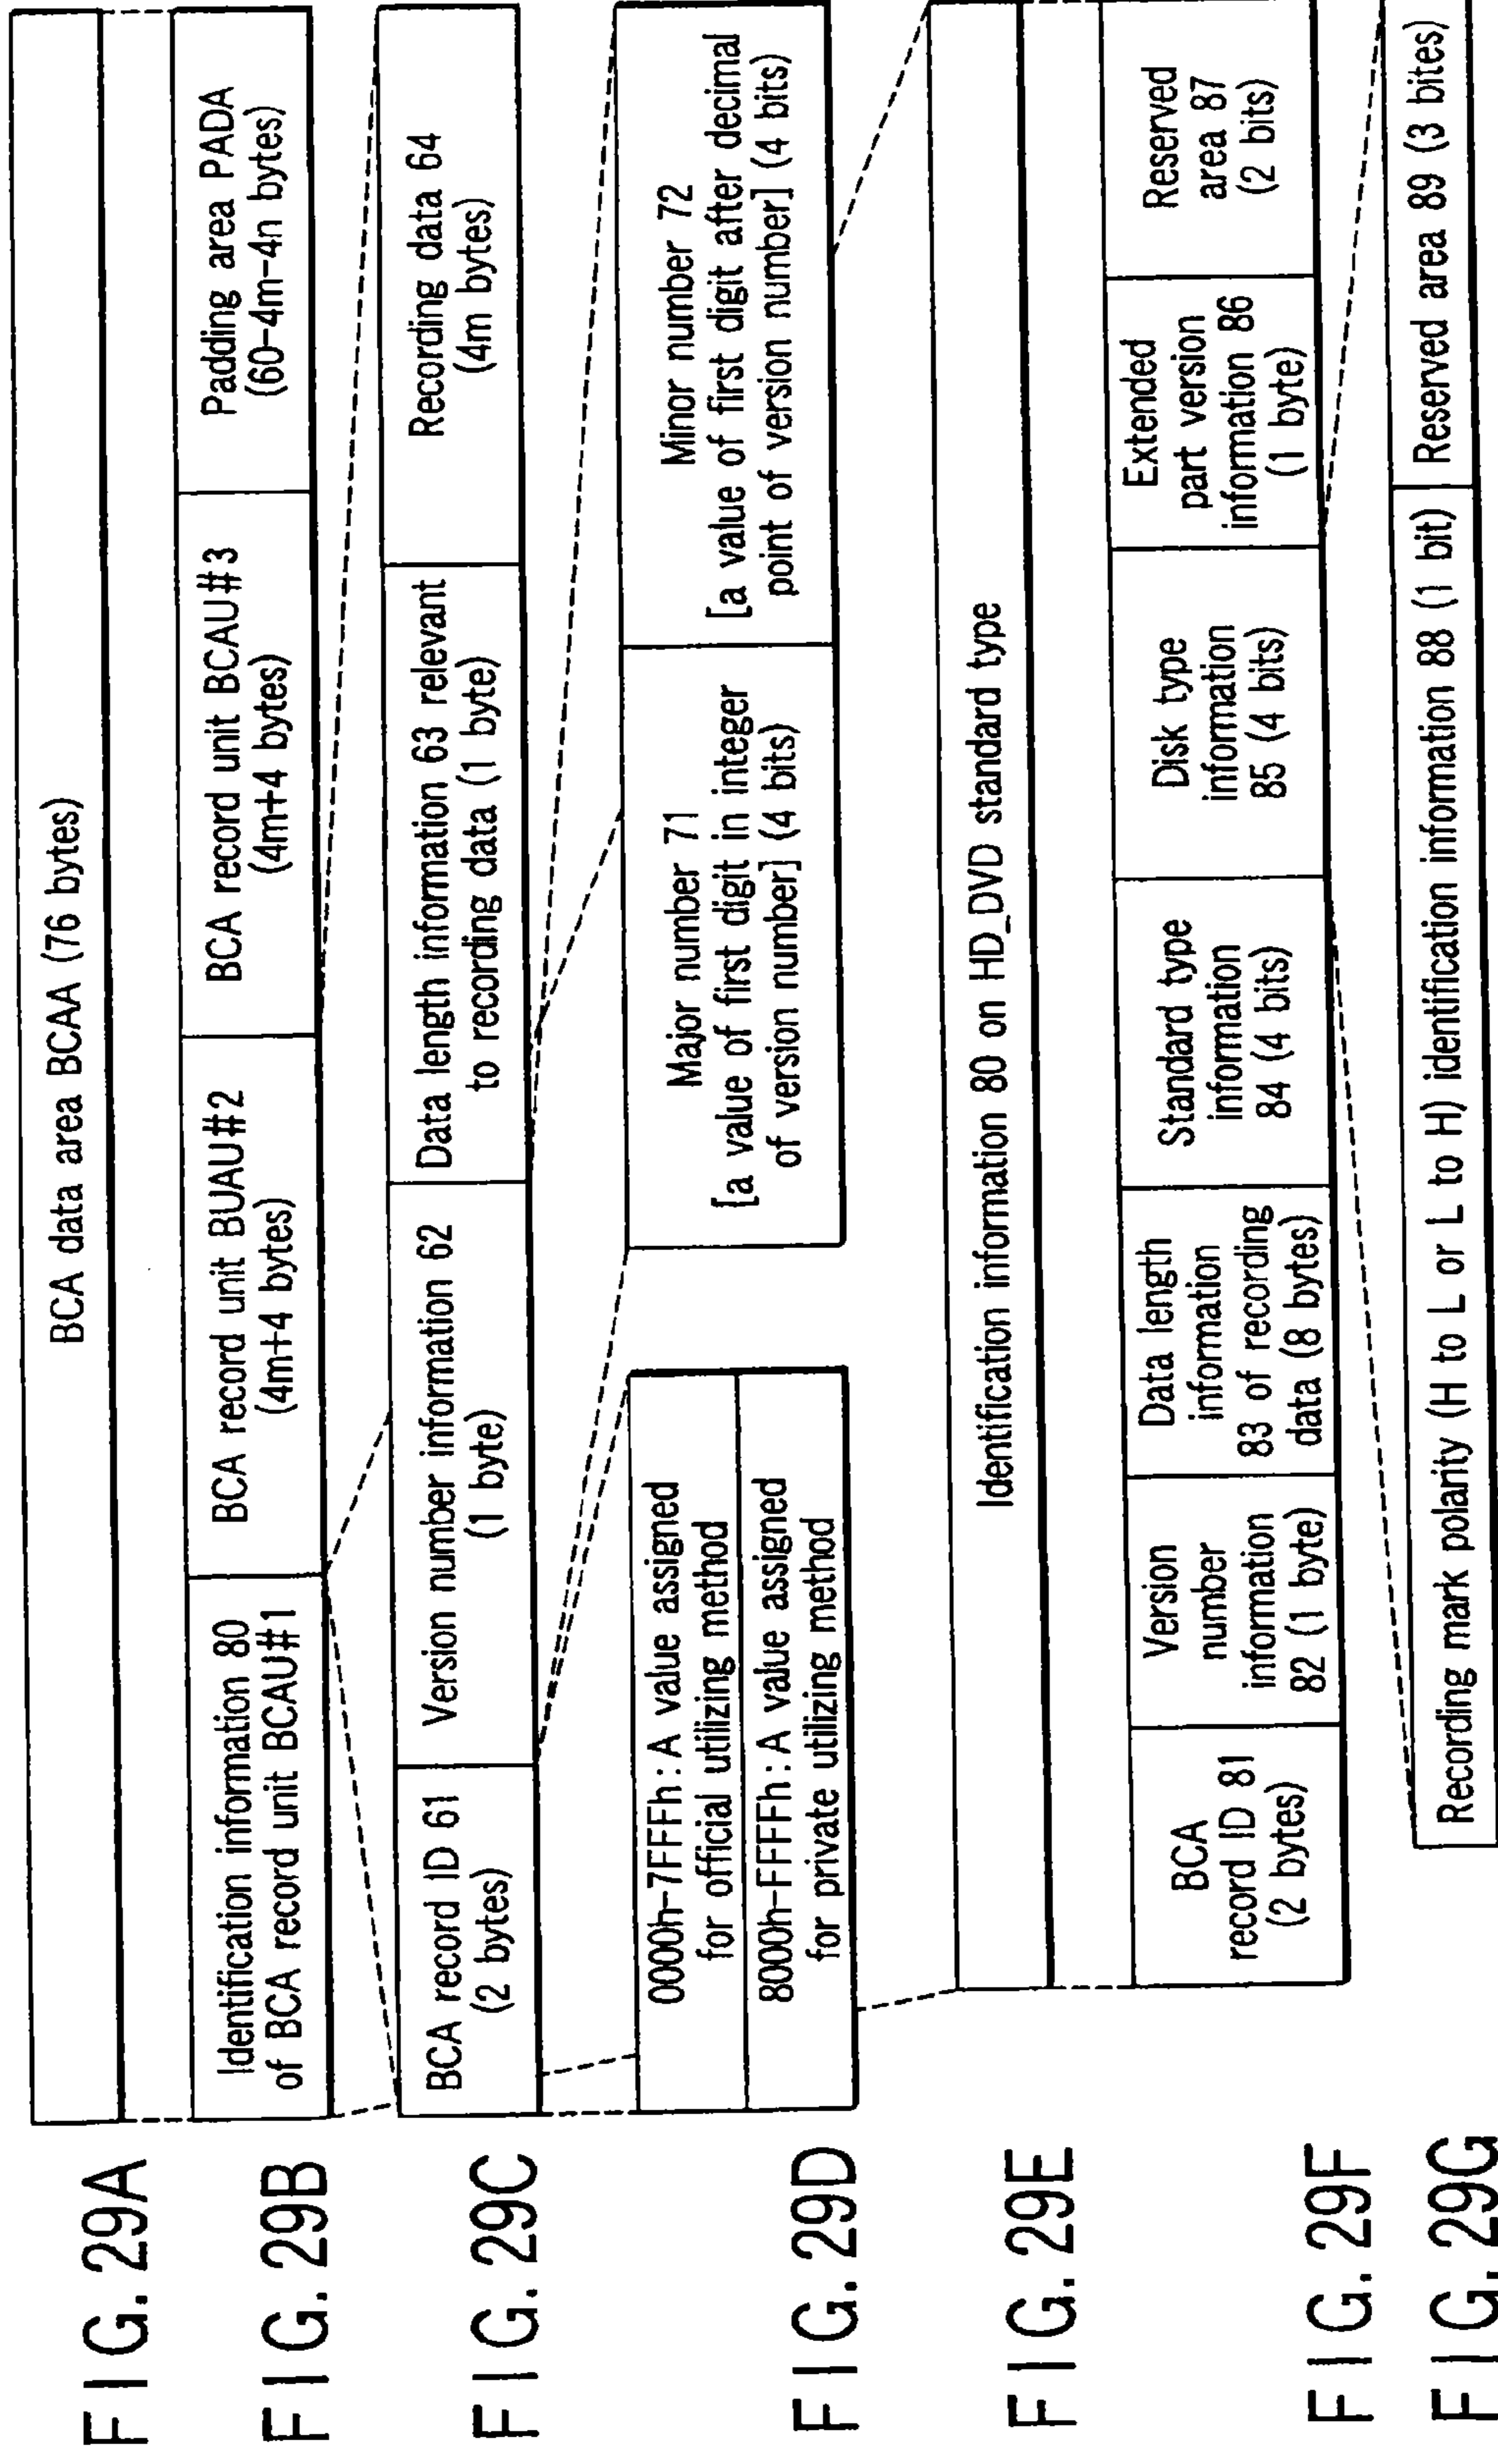 FIG. 29A
BCA data area BCAA (76 bytes)
FIG. 29B
Identification information 80
of BCA record unit BCAU#1
BCA record unit BUAU#2
(4m+4 bytes)
BCA record unit BCAU#3
(4m+4 bytes)
Padding area PADA
(60-4m-4n bytes)
FIG. 29C
BCA record ID 61
(2 bytes)
Version number information 62
(1 byte)
Data length information 63 relevant
to recording data (1 byte)
Recording data 64
(4m bytes)
FIG. 29D
0000h-7FFFh: A value assigned
for official utilizing method
8000h-FFFFh: A value assigned
for private utilizing method
Major number 71
[a value of first digit in integer
of version number] (4 bits)
Minor number 72
[a value of first digit after decimal
point of version number] (4 bits)
FIG. 29E
Identification information 80 on HD_DVD standard type
FIG. 29F
BCA
record ID 81
(2 bytes)
Version
number
information
82 (1 byte)
Data length
information
83 of recording
data (8 bytes)
Standard type
information
84 (4 bits)
Disk type
information
85 (4 bits)
Extended
part version
information 86
(1 byte)
Reserved
area 87
(2 bits)
FIG. 29G
Recording mark polarity (H to L or L to H) identification information 88 (1 bit)
Reserved area 89 (3 bites)